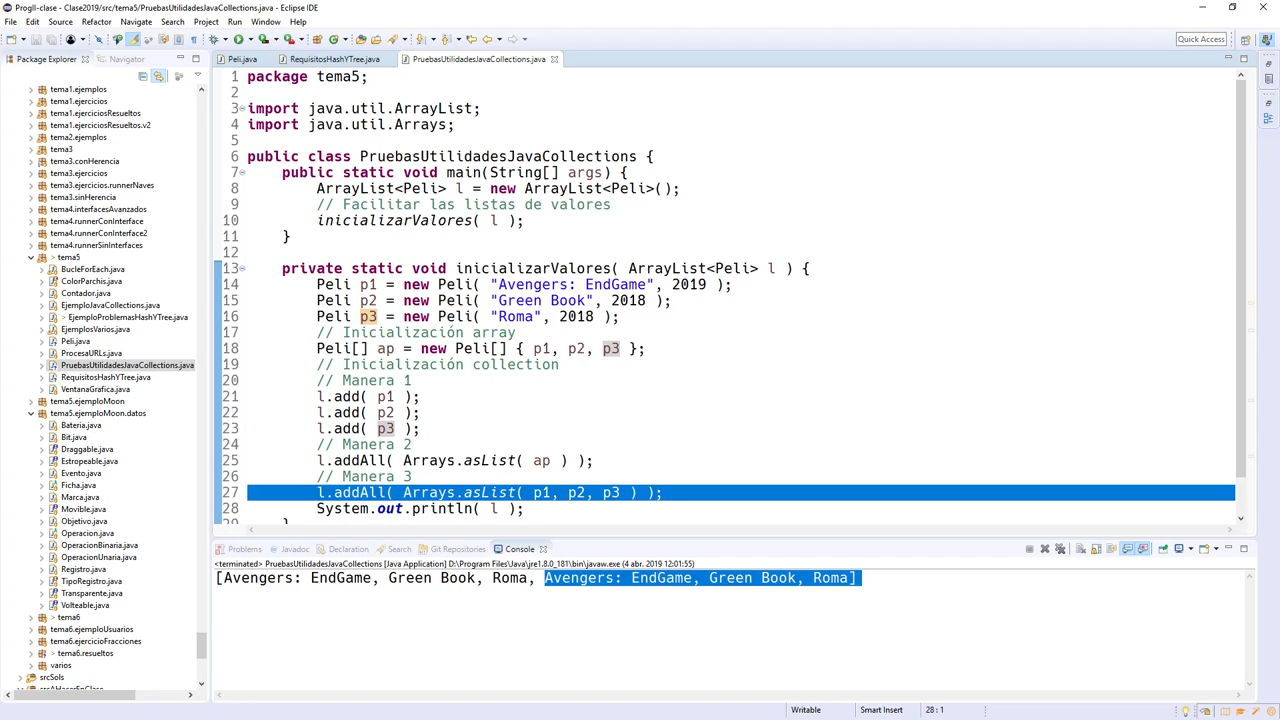 ProgII-clase - Clase2019/src/tema5/PruebasUtilidadesJavaCollections.java - Eclipse IDE
File Edit Source Refactor Navigate Search Project Run Window Help
Quick Access
Package Explorer Navigator
Peli.java RequisitosHashYTree.java PruebasUtilidadesJavaCollections.java
tema1.ejemplos
tema1.ejercicios
tema1.ejerciciosResueltos
tema1.ejerciciosResueltos.v2
tema2.ejemplos
tema3
tema3.conHerencia
tema3.ejercicios
tema3.ejercicios.runnerNaves
tema3.sinHerencia
tema4.interfacesAvanzados
tema4.runnerConInterface
tema4.runnerConInterface2
tema4.runnerSinInterfaces
> tema5
BucleForEach.java
ColorParchis.java
Contador.java
EjemploJavaCollections.java
> EjemploProblemasHashYTree.java
EjemplosVarios.java
Peli.java
ProcesaURLs.java
PruebasUtilidadesJavaCollections.java
RequisitosHashYTree.java
VentanaGrafica.java
tema5.ejemploMoon
tema5.ejemploMoon.datos
Bateria.java
Bit.java
Draggable.java
Estropeable.java
Evento.java
Ficha.java
Marca.java
Movible.java
Objetivo.java
Operacion.java
OperacionBinaria.java
OperacionUnaria.java
Registro.java
TipoRegistro.java
Transparente.java
Volteable.java
> tema6
tema6.ejemploUsuarios
tema6.ejercicioFracciones
> tema6.resueltos
varios
srcSols
srcAHacerEnClase
1 package tema5;
2
3 import java.util.ArrayList;
4 import java.util.Arrays;
5
6 public class PruebasUtilidadesJavaCollections {
7 public static void main(String[] args) {
8 ArrayList<Peli> l = new ArrayList<Peli>();
9 // Facilitar las listas de valores
10 inicializarValores( l );
11 }
12
13 private static void inicializarValores( ArrayList<Peli> l ) {
14 Peli p1 = new Peli( "Avengers: EndGame", 2019 );
15 Peli p2 = new Peli( "Green Book", 2018 );
16 Peli p3 = new Peli( "Roma", 2018 );
17 // Inicialización array
18 Peli[] ap = new Peli[] { p1, p2, p3 };
19 // Inicialización collection
20 // Manera 1
21 l.add( p1 );
22 l.add( p2 );
23 l.add( p3 );
24 // Manera 2
25 l.addAll( Arrays.asList( ap ) );
26 // Manera 3
27 l.addAll( Arrays.asList( p1, p2, p3 ) );
28 System.out.println( l );
29 }
Problems Javadoc Declaration Search Git Repositories Console
<terminated> PruebasUtilidadesJavaCollections [Java Application] D:\Program Files\Java\jre1.8.0_181\bin\javaw.exe (4 abr. 2019 12:01:55)
[Avengers: EndGame, Green Book, Roma, Avengers: EndGame, Green Book, Roma]
Writable Smart Insert 28 : 1